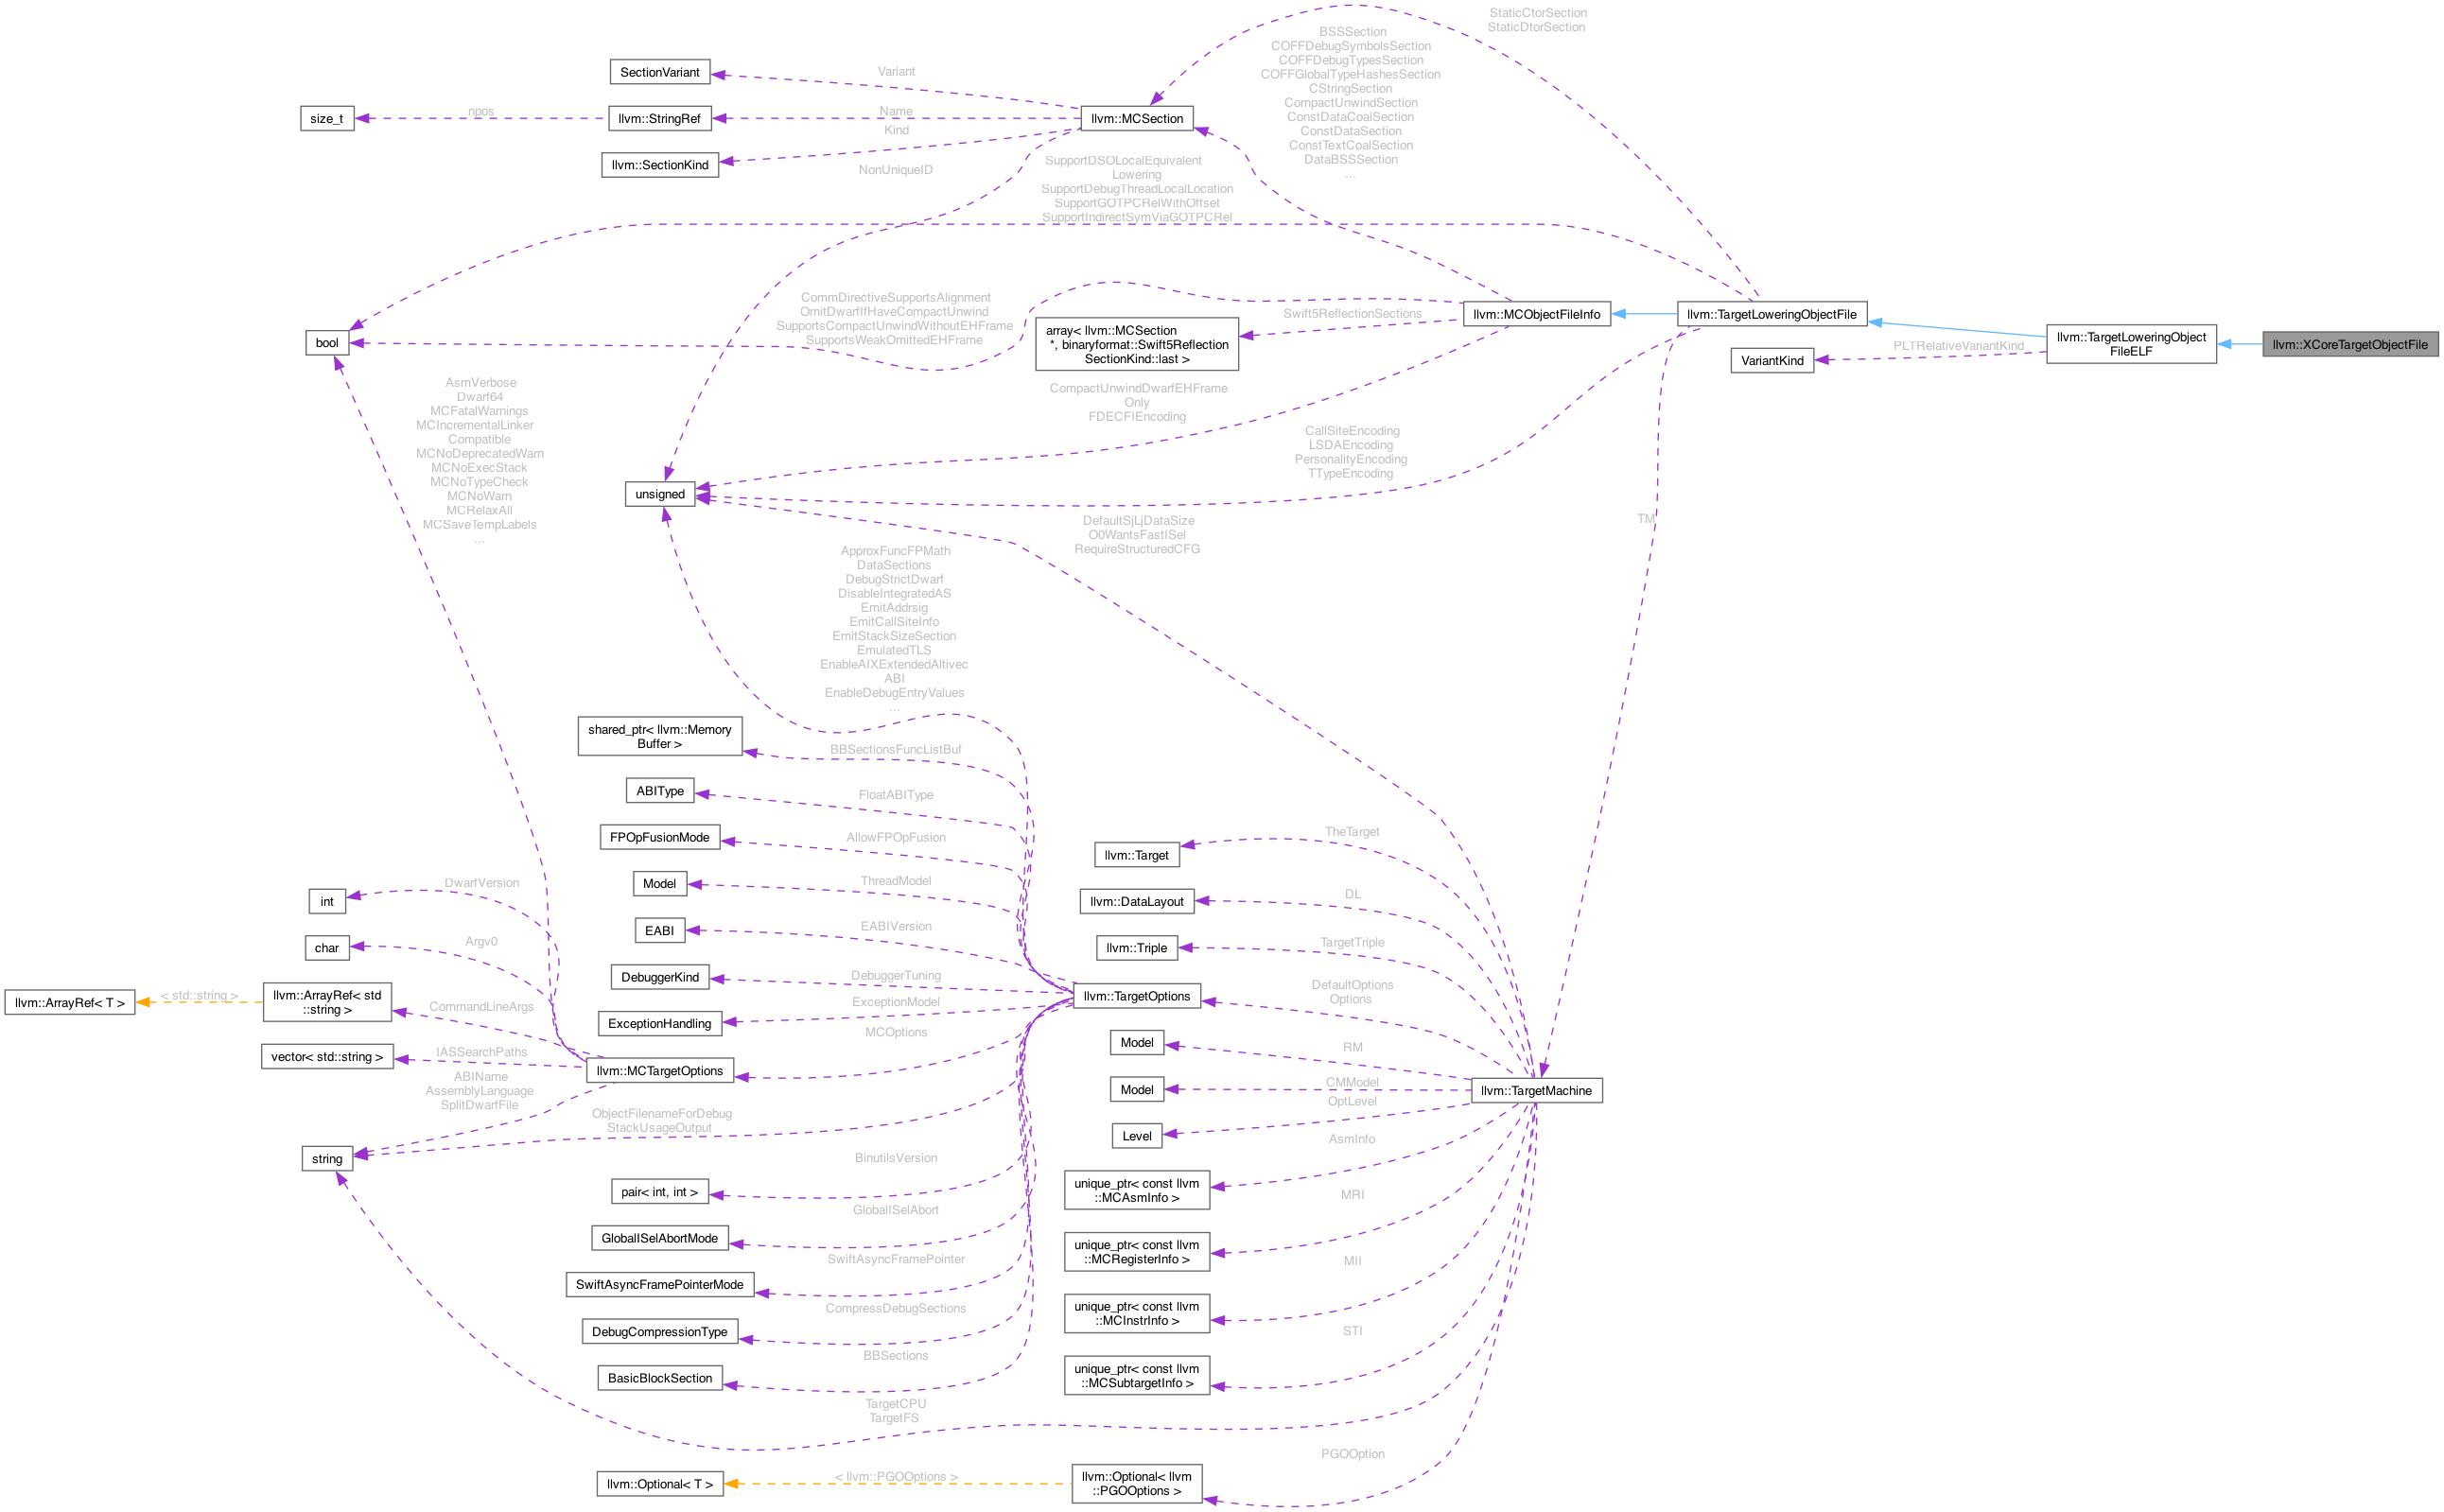 StaticCtorSection
StaticDtorSection
BSSSection
COFFDebugSymbolsSection
COFFDebugTypesSection
COFFGlobalTypeHashesSection
CStringSection
CompactUnwindSection
ConstDataCoalSection
ConstDataSection
ConstTextCoalSection
DataBSSSection
...
SectionVariant
Variant
size_t
npos
llvm::StringRef
Name
llvm::MCSection
Kind
llvm::SectionKind
NonUniqueID
SupportDSOLocalEquivalent
Lowering
SupportDebugThreadLocalLocation
SupportGOTPCRelWithOffset
SupportIndirectSymViaGOTPCRel
CommDirectiveSupportsAlignment
OmitDwarfIfHaveCompactUnwind
SupportsCompactUnwindWithoutEHFrame
SupportsWeakOmittedEHFrame
bool
array< llvm::MCSection
*, binaryformat::Swift5Reflection
SectionKind::last >
Swift5ReflectionSections
llvm::MCObjectFileInfo
llvm::TargetLoweringObjectFile
VariantKind
PLTRelativeVariantKind
llvm::TargetLoweringObject
FileELF
llvm::XCoreTargetObjectFile
AsmVerbose
Dwarf64
MCFatalWarnings
MCIncrementalLinker
Compatible
MCNoDeprecatedWarn
MCNoExecStack
MCNoTypeCheck
MCNoWarn
MCRelaxAll
MCSaveTempLabels
...
CompactUnwindDwarfEHFrame
Only
FDECFIEncoding
CallSiteEncoding
LSDAEncoding
PersonalityEncoding
TTypeEncoding
unsigned
TM
DefaultSjLjDataSize
O0WantsFastISel
RequireStructuredCFG
ApproxFuncFPMath
DataSections
DebugStrictDwarf
DisableIntegratedAS
EmitAddrsig
EmitCallSiteInfo
EmitStackSizeSection
EmulatedTLS
EnableAIXExtendedAltivec
ABI
EnableDebugEntryValues
...
shared_ptr< llvm::Memory
Buffer >
BBSectionsFuncListBuf
ABIType
FloatABIType
FPOpFusionMode
AllowFPOpFusion
Model
ThreadModel
EABI
EABIVersion
DebuggerKind
DebuggerTuning
ExceptionHandling
ExceptionModel
MCOptions
llvm::TargetOptions
llvm::Target
TheTarget
llvm::DataLayout
DL
llvm::Triple
TargetTriple
DefaultOptions
Options
Model
RM
Model
CMModel
Level
OptLevel
llvm::TargetMachine
int
DwarfVersion
char
Argv0
llvm::ArrayRef< T >
< std::string >
llvm::ArrayRef< std
::string >
CommandLineArgs
vector< std::string >
IASSearchPaths
llvm::MCTargetOptions
ABIName
AssemblyLanguage
SplitDwarfFile
string
ObjectFilenameForDebug
StackUsageOutput
pair< int, int >
BinutilsVersion
GlobalISelAbortMode
GlobalISelAbort
SwiftAsyncFramePointerMode
SwiftAsyncFramePointer
DebugCompressionType
CompressDebugSections
BasicBlockSection
BBSections
unique_ptr< const llvm
::MCAsmInfo >
AsmInfo
unique_ptr< const llvm
::MCRegisterInfo >
MRI
unique_ptr< const llvm
::MCInstrInfo >
MII
unique_ptr< const llvm
::MCSubtargetInfo >
STI
TargetCPU
TargetFS
llvm::Optional< T >
< llvm::PGOOptions >
llvm::Optional< llvm
::PGOOptions >
PGOOption